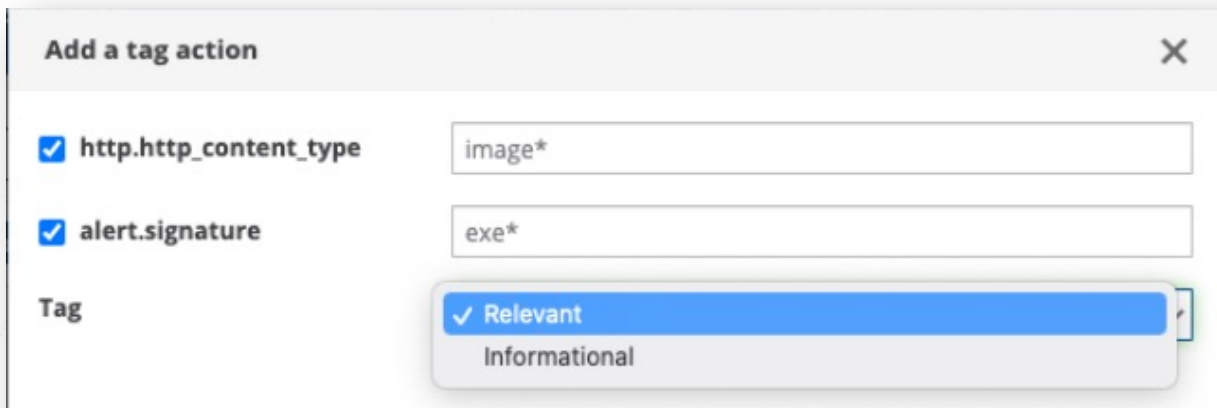 Add a tag action
http.http_content_type
image*
alert.signature
exe*
Tag
Relevant
Informational